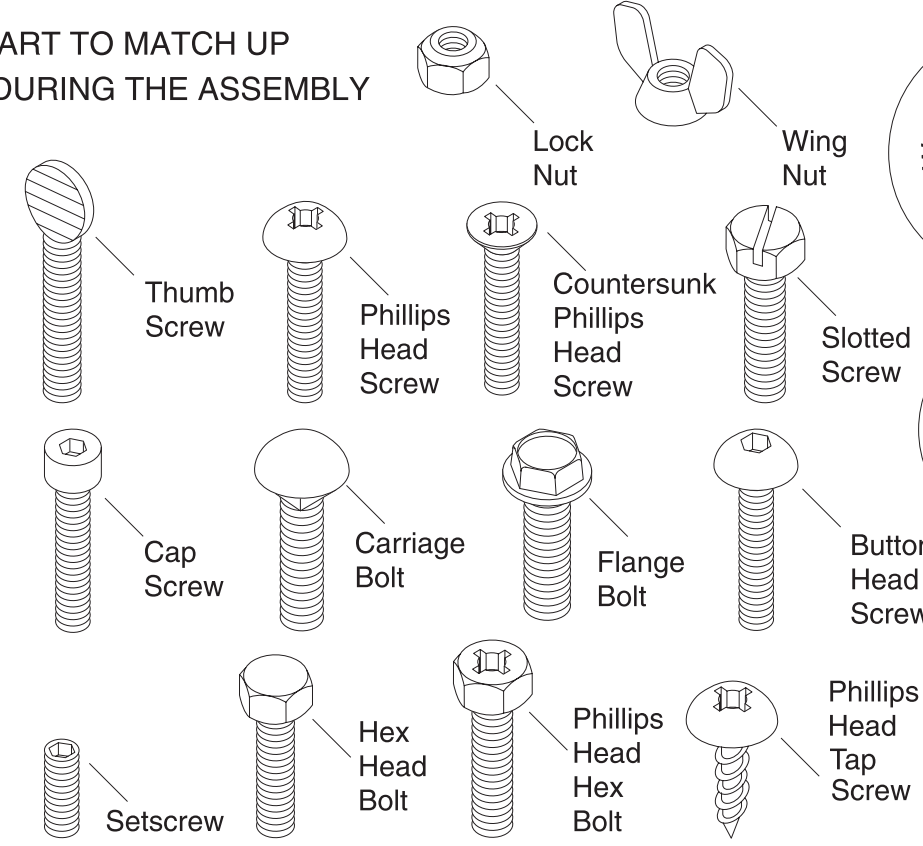 ART TO MATCH UP
DURING THE ASSEMBLY
Lock
Nut
Wing
Nut
Thumb
Screw
Phillips
Head
Screw
Countersunk
Phillips
Head
Screw
Slotted
Screw
Cap
Screw
Carriage
Bolt
Flange
Bolt
Button
Head
Screw
Hex
Head
Bolt
Phillips
Head
Hex
Bolt
Phillips
Head
Tap
Screw
Setscrew